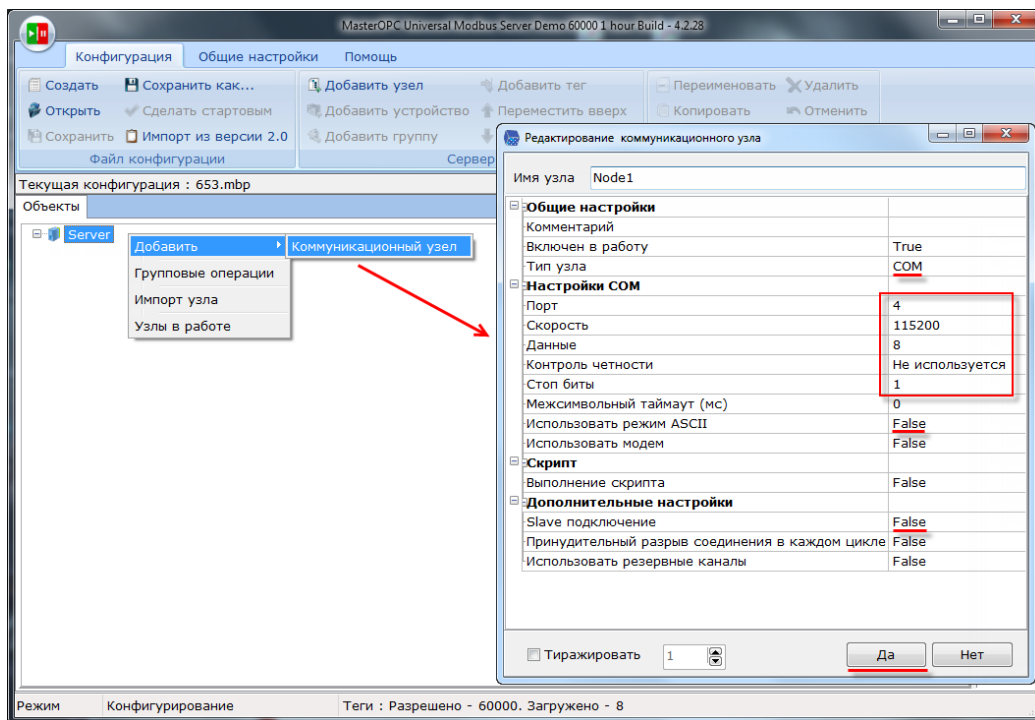 MasterOPC Universal Modbus Server Demo 60000 1 hour Build - 4.2.28
Конфигурация Общие настройки Помощь
Создать Сохранить как... Добавить узел Добавить тег Переименовать Удалить
Открыть Сделать стартовым Добавить устройство Переместить вверх Копировать Отменить
Сохранить Импорт из версии 2.0 Добавить группу
Файл конфигурации Сервер
Текущая конфигурация : 653.mbp
Объекты
Server
Добавить Коммуникационный узел
Групповые операции
Импорт узла
Узлы в работе
Редактирование коммуникационного узла
Имя узла Node1
Общие настройки
Комментарий
Включен в работу True
Тип узла COM
Настройки COM
Порт 4
Скорость 115200
Данные 8
Контроль четности Не используется
Стоп биты 1
Межсимвольный таймаут (мс) 0
Использовать режим ASCII False
Использовать модем False
Скрипт
Выполнение скрипта False
Дополнительные настройки
Slave подключение False
Принудительный разрыв соединения в каждом цикле False
Использовать резервные каналы False
Тиражировать 1 Да Нет
Режим Конфигурирование Теги : Разрешено - 60000. Загружено - 8